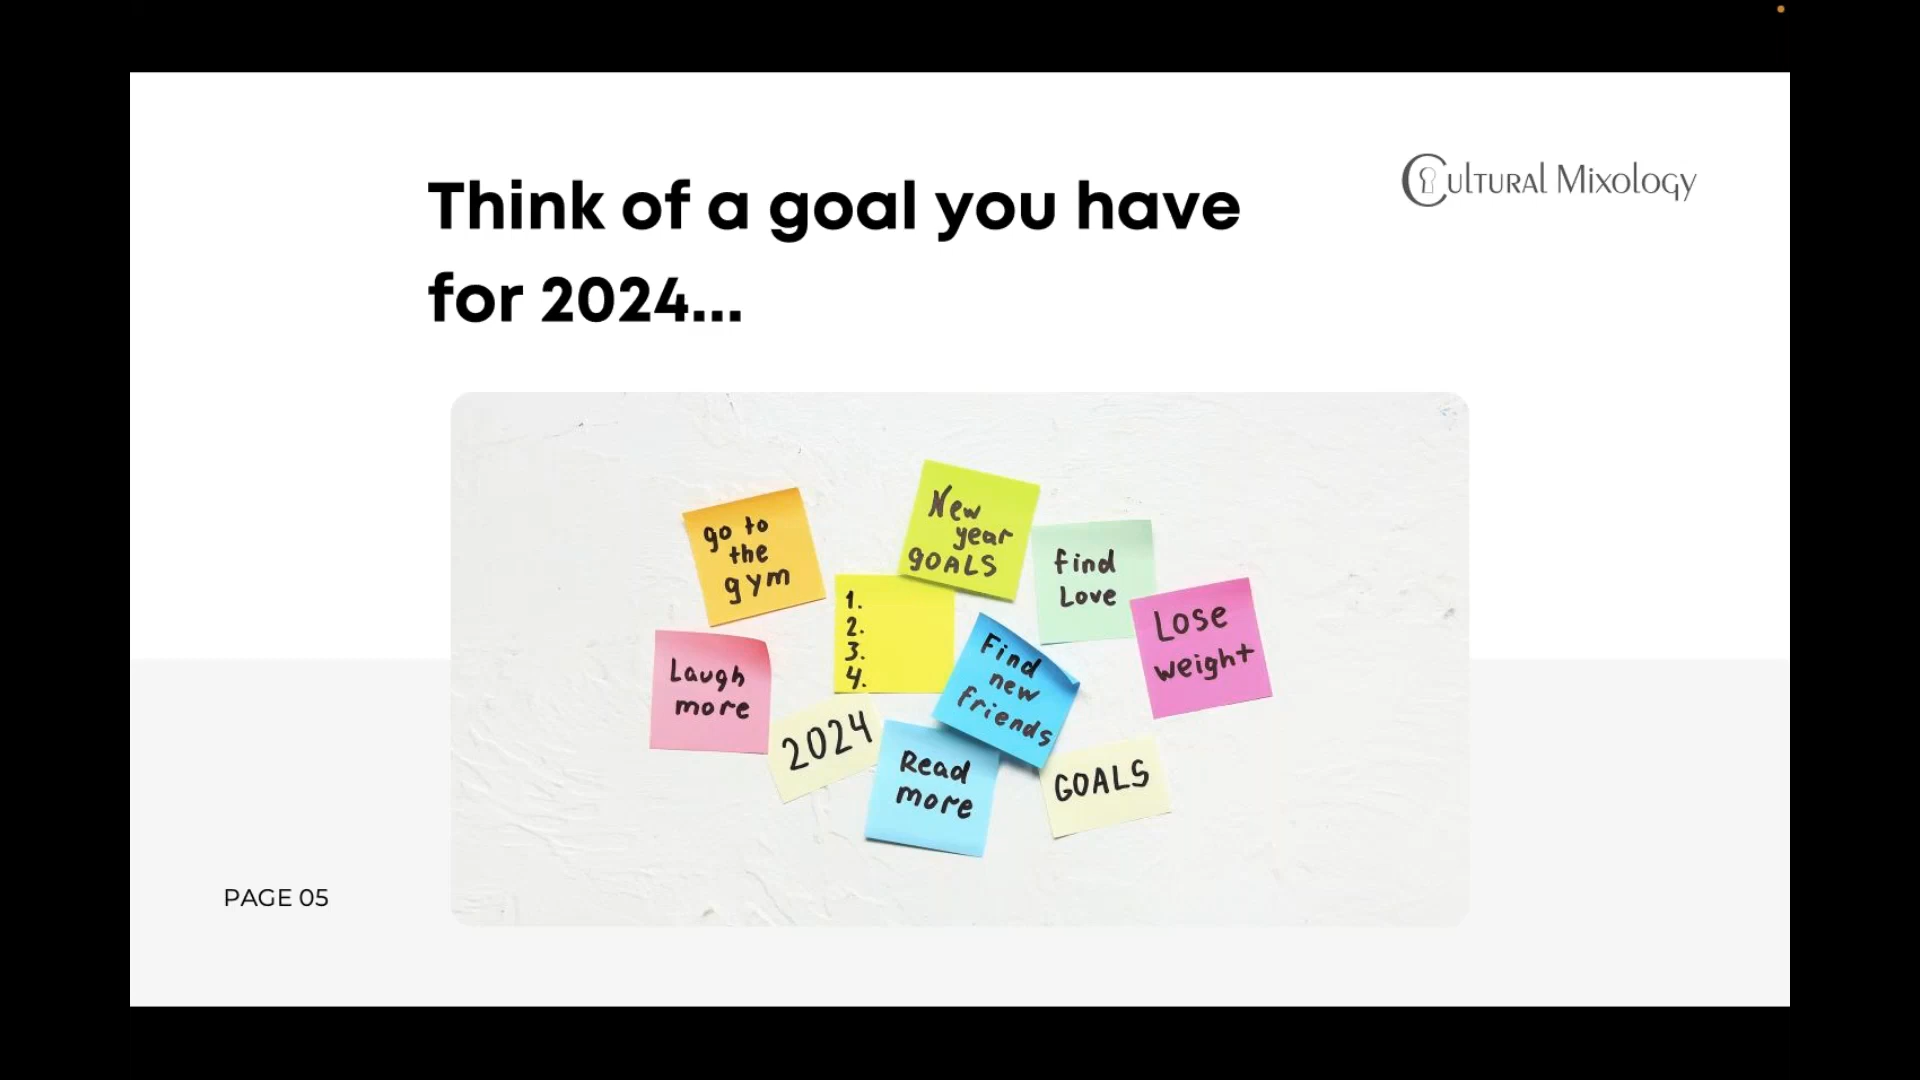 Think of a goal you have
for 2024...
Cultural Mixology
go to
the
gym
New
year
gOALS
find
Love
Lose
weight
1.
2.
3.
4.
Find
new
friends
Laugh
more
2024
Read
more
GOALS
PAGE 05